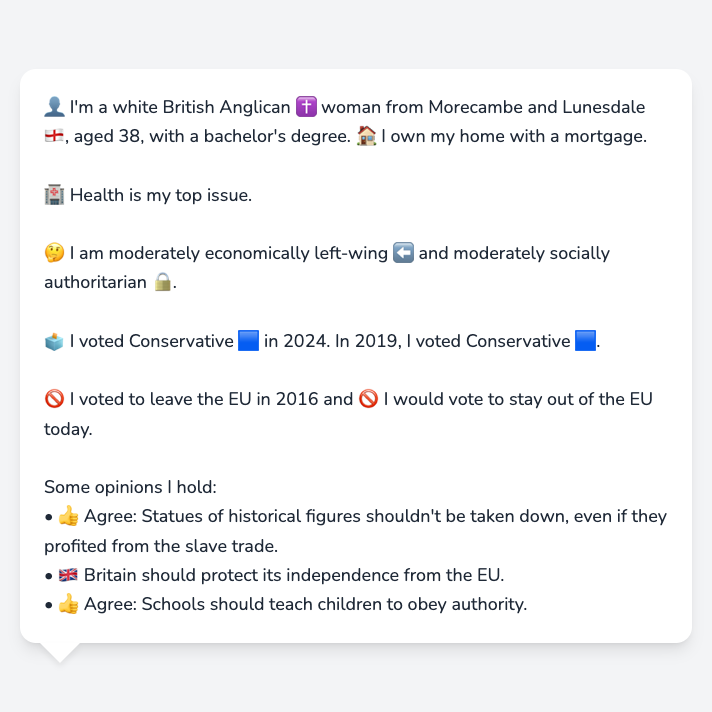 👤 I'm a white British Anglican ✝️ woman from Morecambe and Lunesdale
🏴󠁧󠁢󠁥󠁮󠁧󠁿, aged 38, with a bachelor's degree. 🏠 I own my home with a mortgage.
🏥 Health is my top issue.
🤔 I am moderately economically left-wing ⬅️ and moderately socially
authoritarian 🔒.
🗳️ I voted Conservative 🟦 in 2024. In 2019, I voted Conservative 🟦.
🚫 I voted to leave the EU in 2016 and 🚫 I would vote to stay out of the EU
today.
Some opinions I hold:
• 👍 Agree: Statues of historical figures shouldn't be taken down, even if they
profited from the slave trade.
• 🇬🇧 Britain should protect its independence from the EU.
• 👍 Agree: Schools should teach children to obey authority.